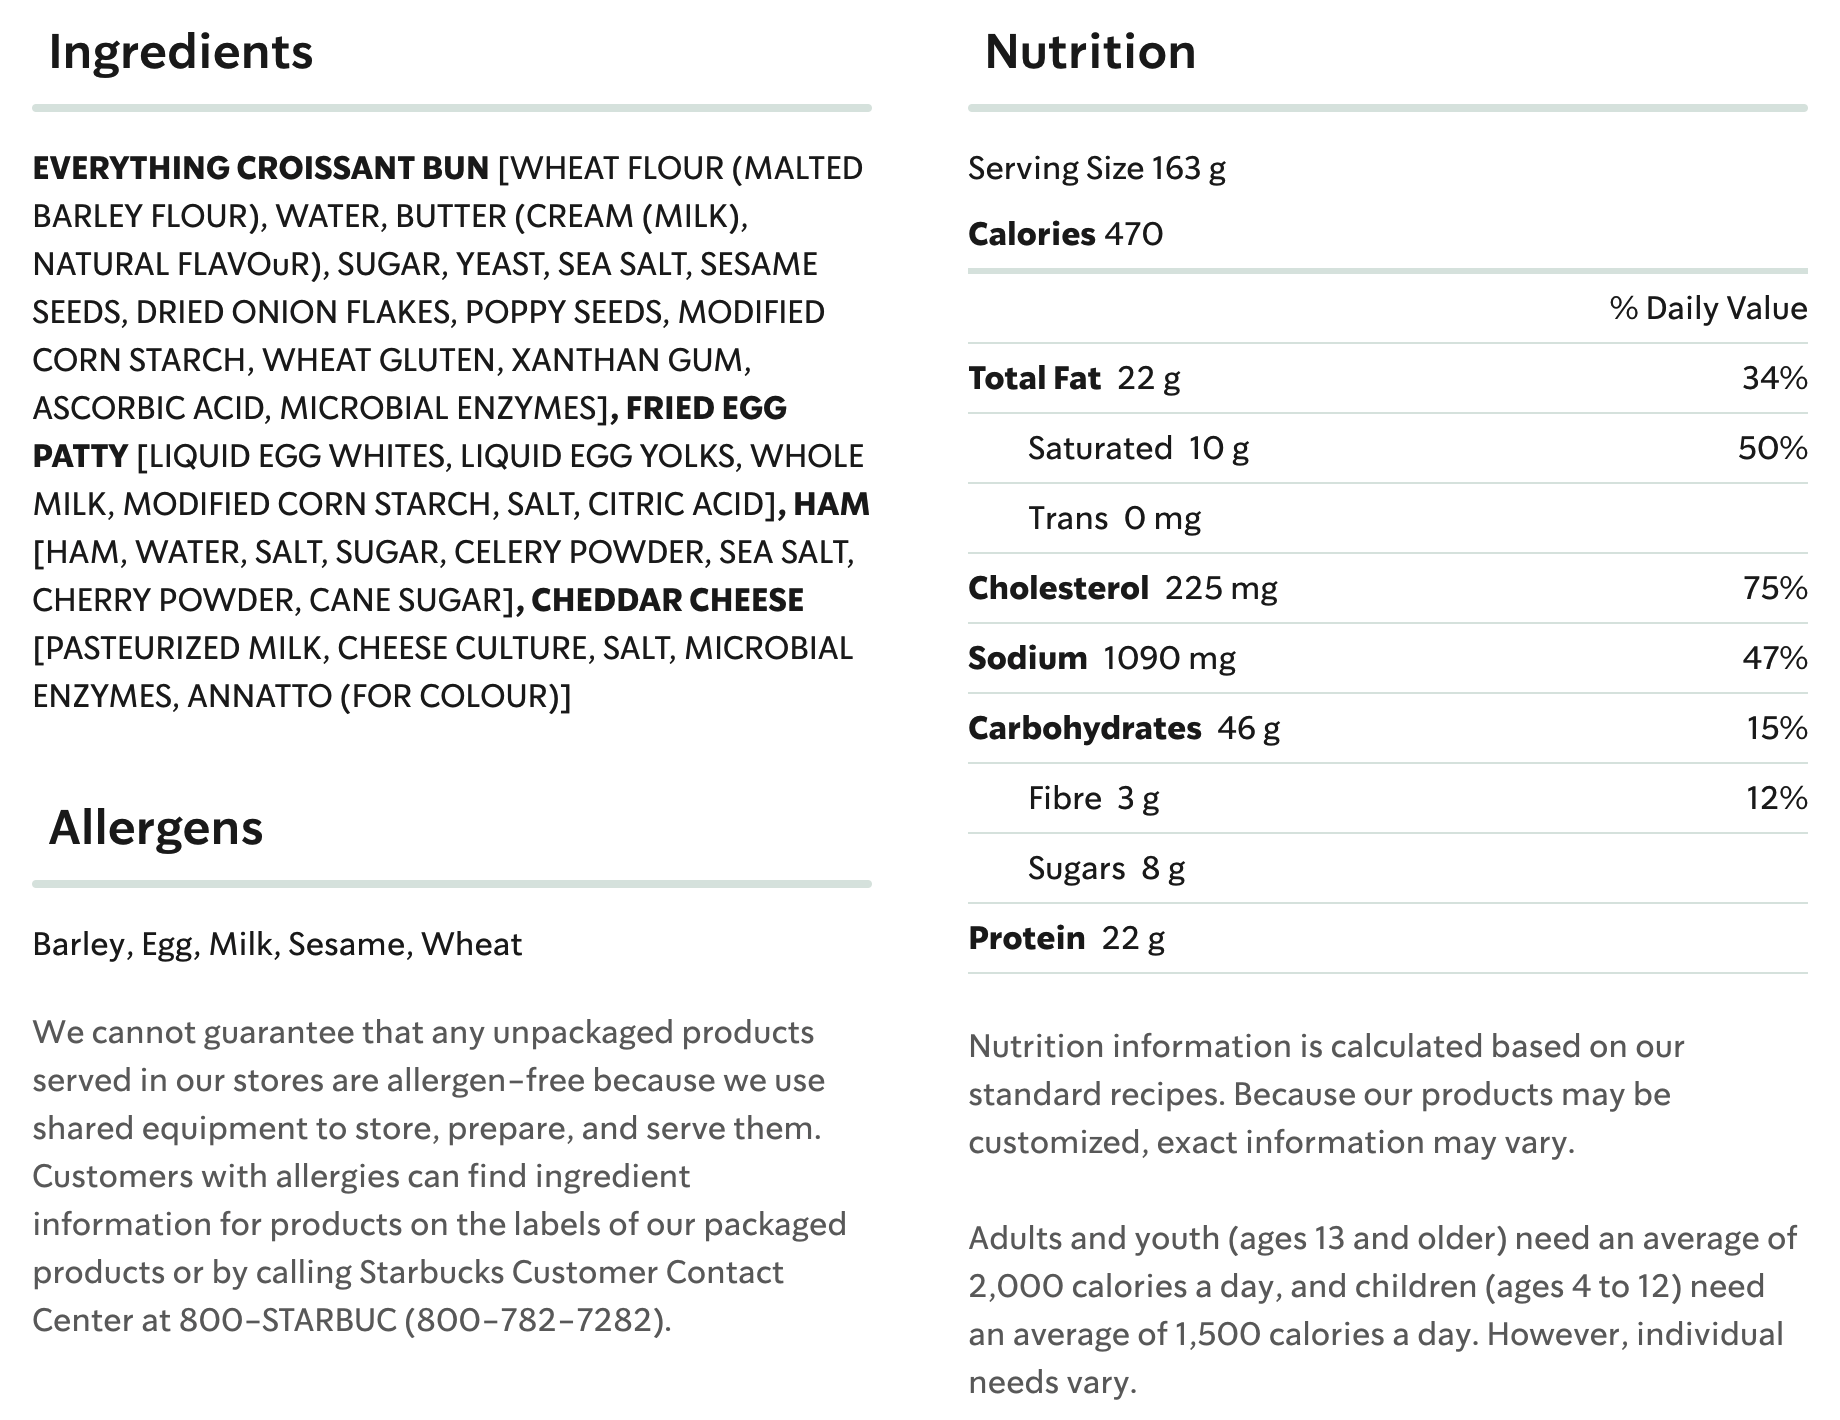 Ingredients
EVERYTHING CROISSANT BUN [WHEAT FLOUR (MALTED
BARLEY FLOUR), WATER, BUTTER (CREAM (MILK),
NATURAL FLAVOuR), SUGAR, YEAST, SEA SALT, SESAME
SEEDS, DRIED ONION FLAKES, POPPY SEEDS, MODIFIED
CORN STARCH, WHEAT GLUTEN, XANTHAN GUM,
ASCORBIC ACID, MICROBIAL ENZYMES], FRIED EGG
PATTY [LIQUID EGG WHITES, LIQUID EGG YOLKS, WHOLE
MILK, MODIFIED CORN STARCH, SALT, CITRIC ACID], HAM
[HAM, WATER, SALT, SUGAR, CELERY POWDER, SEA SALT,
CHERRY POWDER, CANE SUGAR], CHEDDAR CHEESE
[PASTEURIZED MILK, CHEESE CULTURE, SALT, MICROBIAL
ENZYMES, ANNATTO (FOR COLOUR)]
Allergens
Barley, Egg, Milk, Sesame, Wheat
We cannot guarantee that any unpackaged products
served in our stores are allergen-free because we use
shared equipment to store, prepare, and serve them.
Customers with allergies can find ingredient
information for products on the labels of our packaged
products or by calling Starbucks Customer Contact
Center at 800-STARBUC (800-782-7282).
Nutrition
Serving Size 163 g
Calories 470
% Daily Value
Total Fat 22 g 34%
Saturated 10 g 50%
Trans 0 mg
Cholesterol 225 mg 75%
Sodium 1090 mg 47%
Carbohydrates 46 g 15%
Fibre 3 g 12%
Sugars 8 g
Protein 22 g
Nutrition information is calculated based on our
standard recipes. Because our products may be
customized, exact information may vary.
Adults and youth (ages 13 and older) need an average of
2,000 calories a day, and children (ages 4 to 12) need
an average of 1,500 calories a day. However, individual
needs vary.